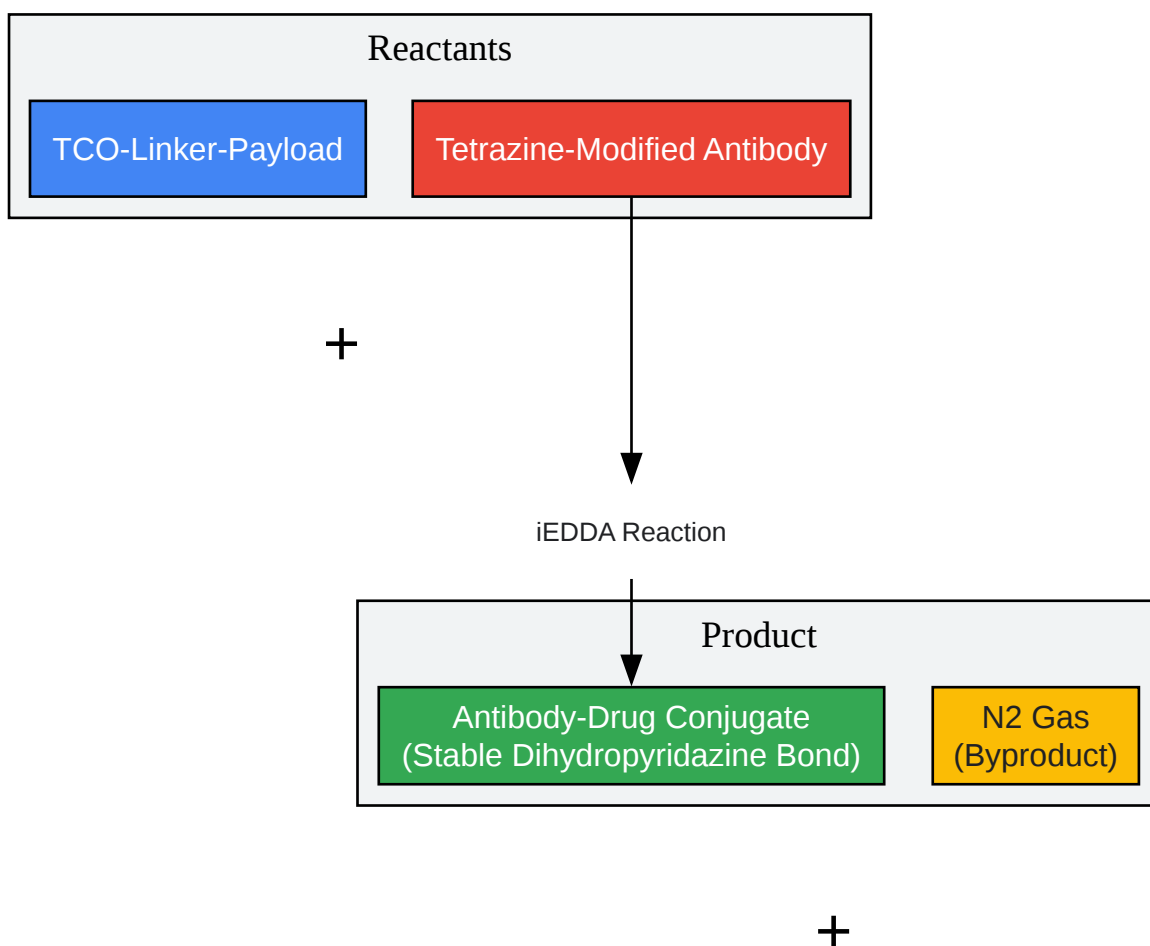 Reactants
TCO-Linker-Payload
Tetrazine-Modified Antibody
+
iEDDA Reaction
Product
Antibody-Drug Conjugate
(Stable Dihydropyridazine Bond)
N2 Gas
(Byproduct)
+